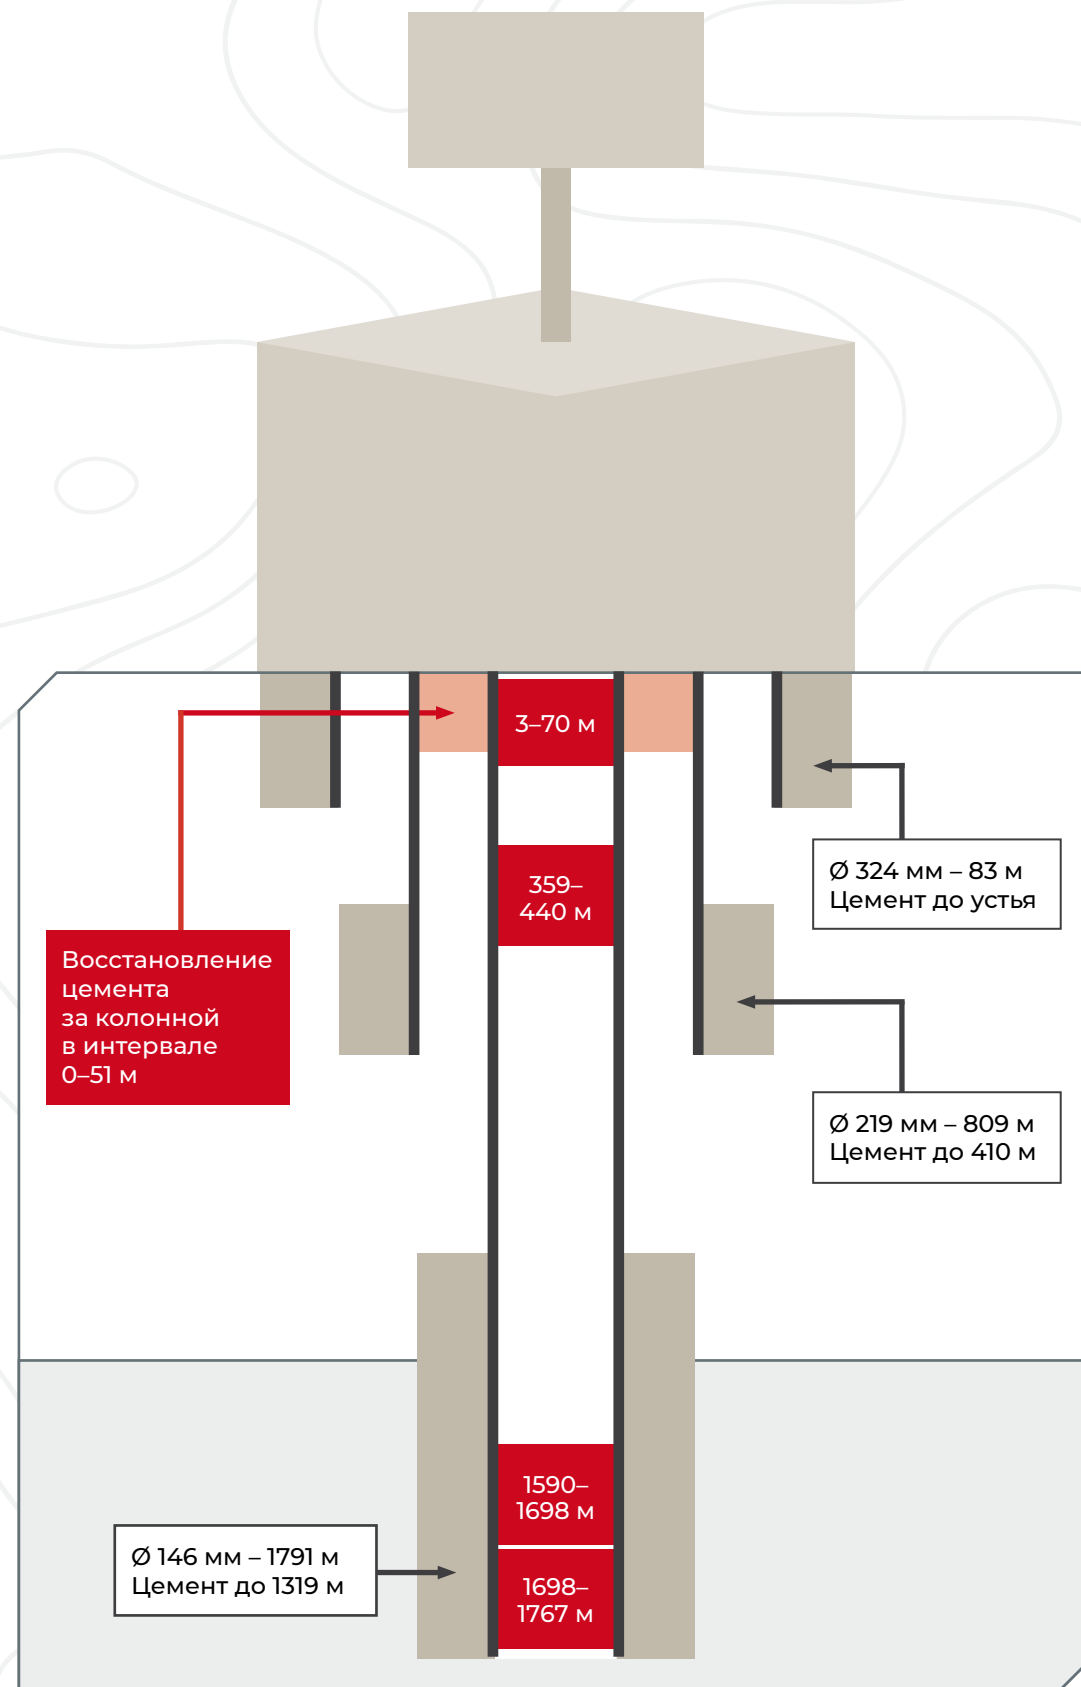 3–70 м
359–
440 м
Ø 324 мм – 83 м
Цемент до устья
Восстановление
цемента
за колонной
в интервале
0–51 м
Ø 219 мм – 809 м
Цемент до 410 м
1590–
1698 м
Ø 146 мм – 1791 м
Цемент до 1319 м
1698–
1767 м